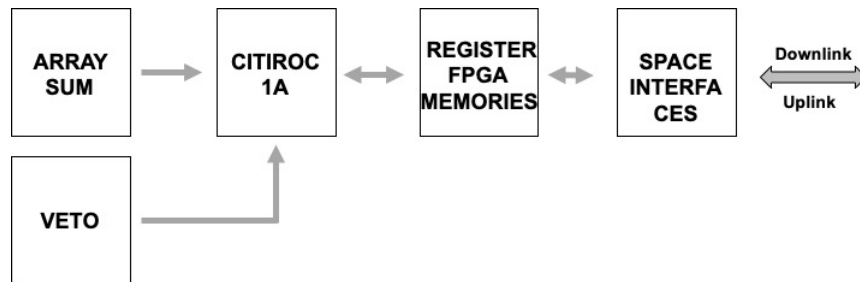 ARRAY
SUM
CITIROC
1A
REGISTER
FPGA
MEMORIES
SPACE
INTERFA
CES
Downlink
Uplink
VETO